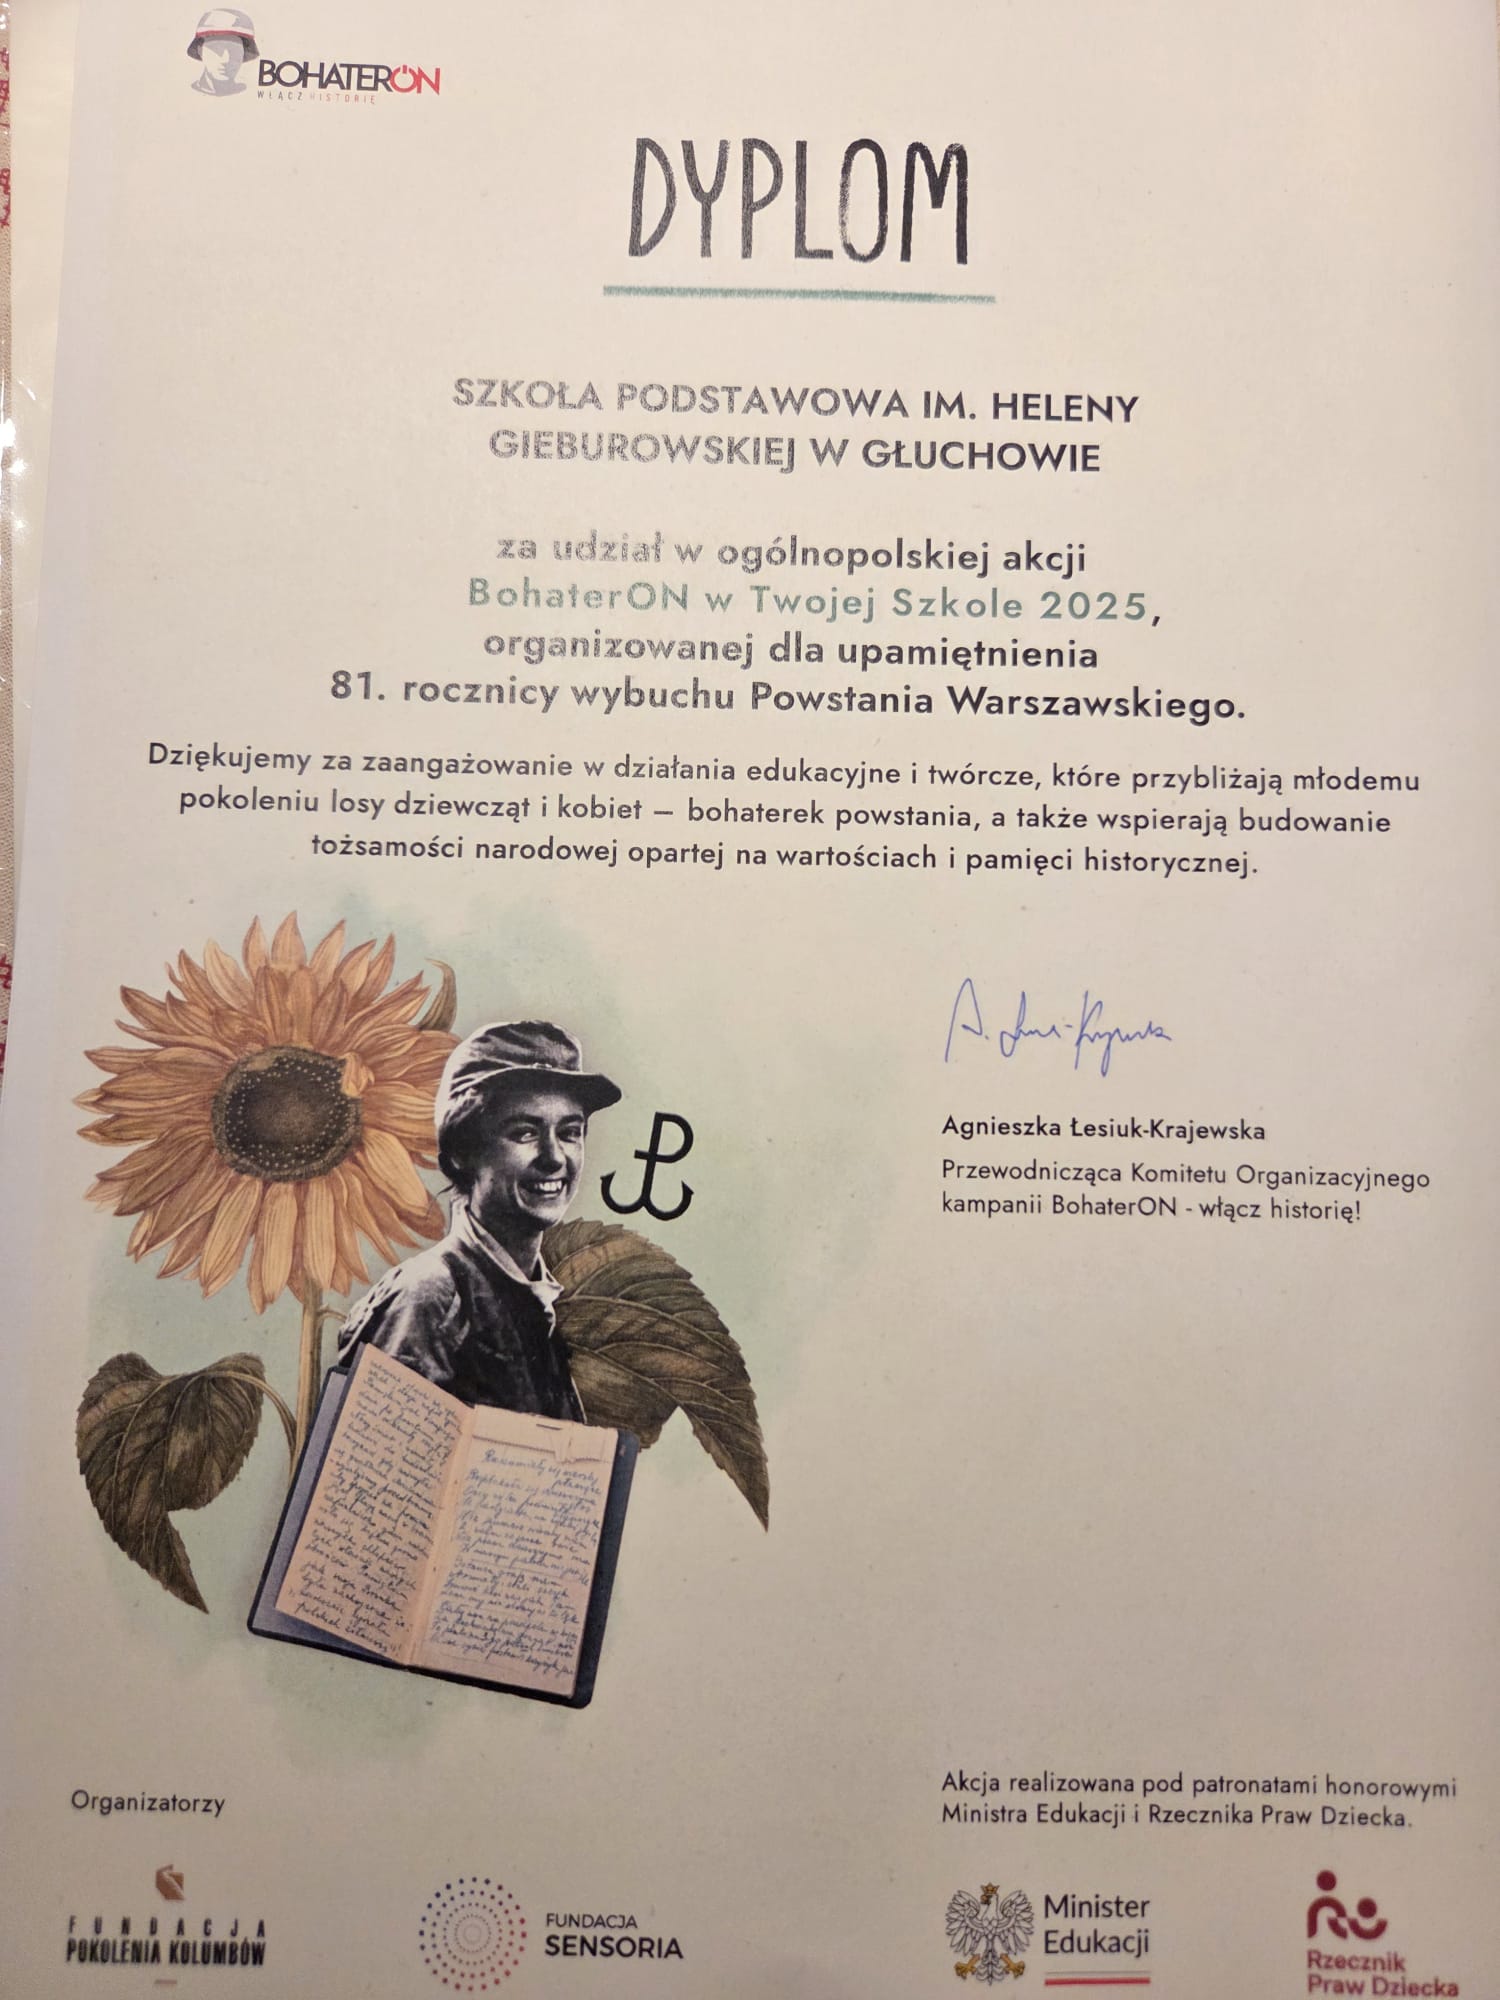 BOHATERON
WŁĄCZ HISTORIĘ
DYPLOM
SZKOŁA PODSTAWOWA IM. HELENY
GIEBUROWSKIEJ W GŁUCHOWIE
za udział w ogólnopolskiej akcji
BohaterON w Twojej Szkole 2025,
organizowanej dla upamiętnienia
81. rocznicy wybuchu Powstania Warszawskiego.
Dziękujemy za zaangażowanie w działania edukacyjne i twórcze, które przybliżają młodemu
pokoleniu losy dziewcząt i kobiet – bohaterek powstania, a także wspierają budowanie
tożsamości narodowej opartej na wartościach i pamięci historycznej.
Agnieszka Łesiuk-Krajewska
Przewodnicząca Komitetu Organizacyjnego
kampanii BohaterON - włącz historię!
Organizatorzy
Akcja realizowana pod patronatami honorowymi
Ministra Edukacji i Rzecznika Praw Dziecka.
FUNDACJA
POKOLENIA KOLUMBÓW
FUNDACJA
SENSORIA
Minister
Edukacji
Rzecznik
Praw Dziecka